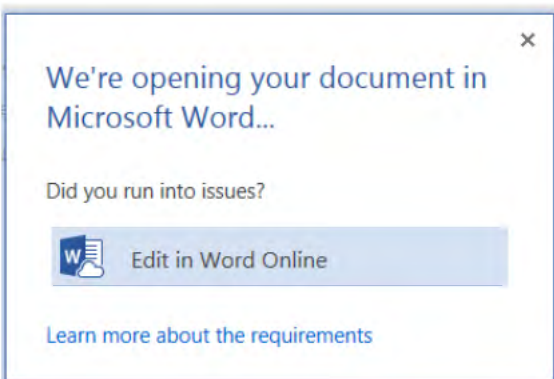 We're opening your document in
Microsoft Word...
Did you run into issues?
W
Edit in Word Online
Learn more about the requirements